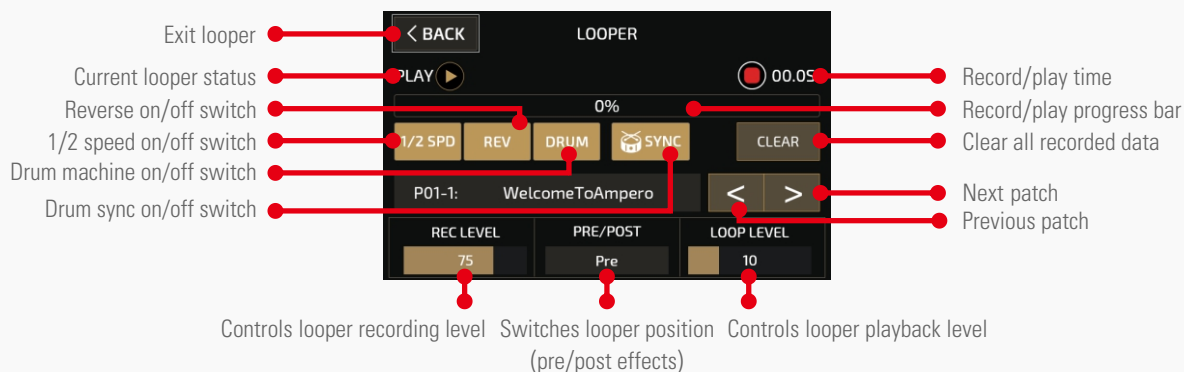 Exit looper
Current looper status
Reverse on/off switch
1/2 speed on/off switch
Drum machine on/off switch
Drum sync on/off switch
< BACK
LOOPER
PLAY
00.0S
0%
1/2 SPD
REV
DRUM
SYNC
CLEAR
P01-1: WelcomeToAmpero
< >
REC LEVEL
PRE/POST
LOOP LEVEL
75
Pre
10
Record/play time
Record/play progress bar
Clear all recorded data
Next patch
Previous patch
Controls looper recording level
Switches looper position
(pre/post effects)
Controls looper playback level